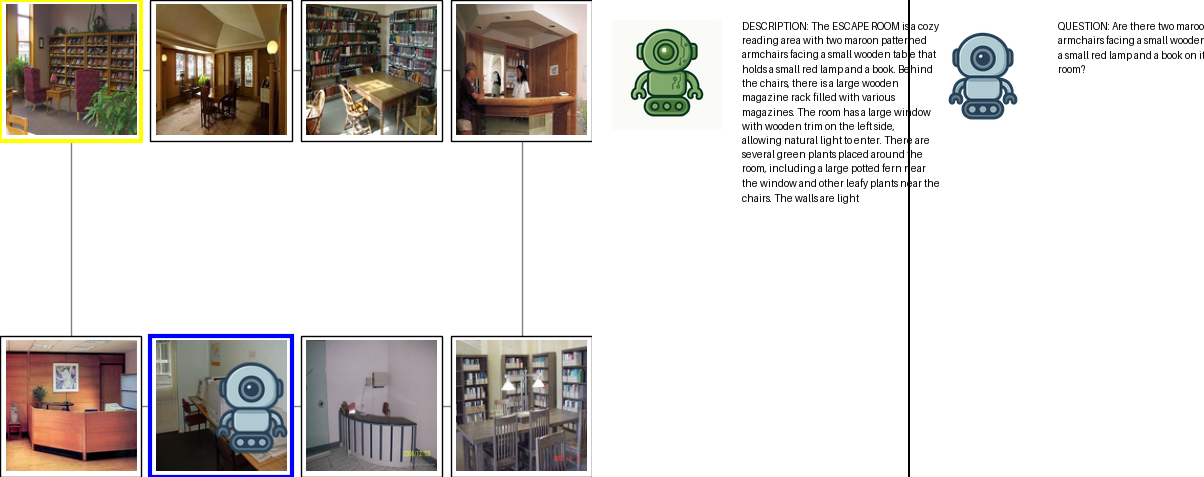 DESCRIPTION: The ESCAPE ROOM is a cozy
reading area with two maroon patterned
armchairs facing a small wooden table that
holds a small red lamp and a book. Behind
the chairs, there is a large wooden
magazine rack filled with various
magazines. The room has a large window
with wooden trim on the left side,
allowing natural light to enter. There are
several green plants placed around the
room, including a large potted fern near
the window and other leafy plants near the
chairs. The walls are light
QUESTION: Are there two maroo
armchairs facing a small wooden
a small red lamp and a book on it
room?